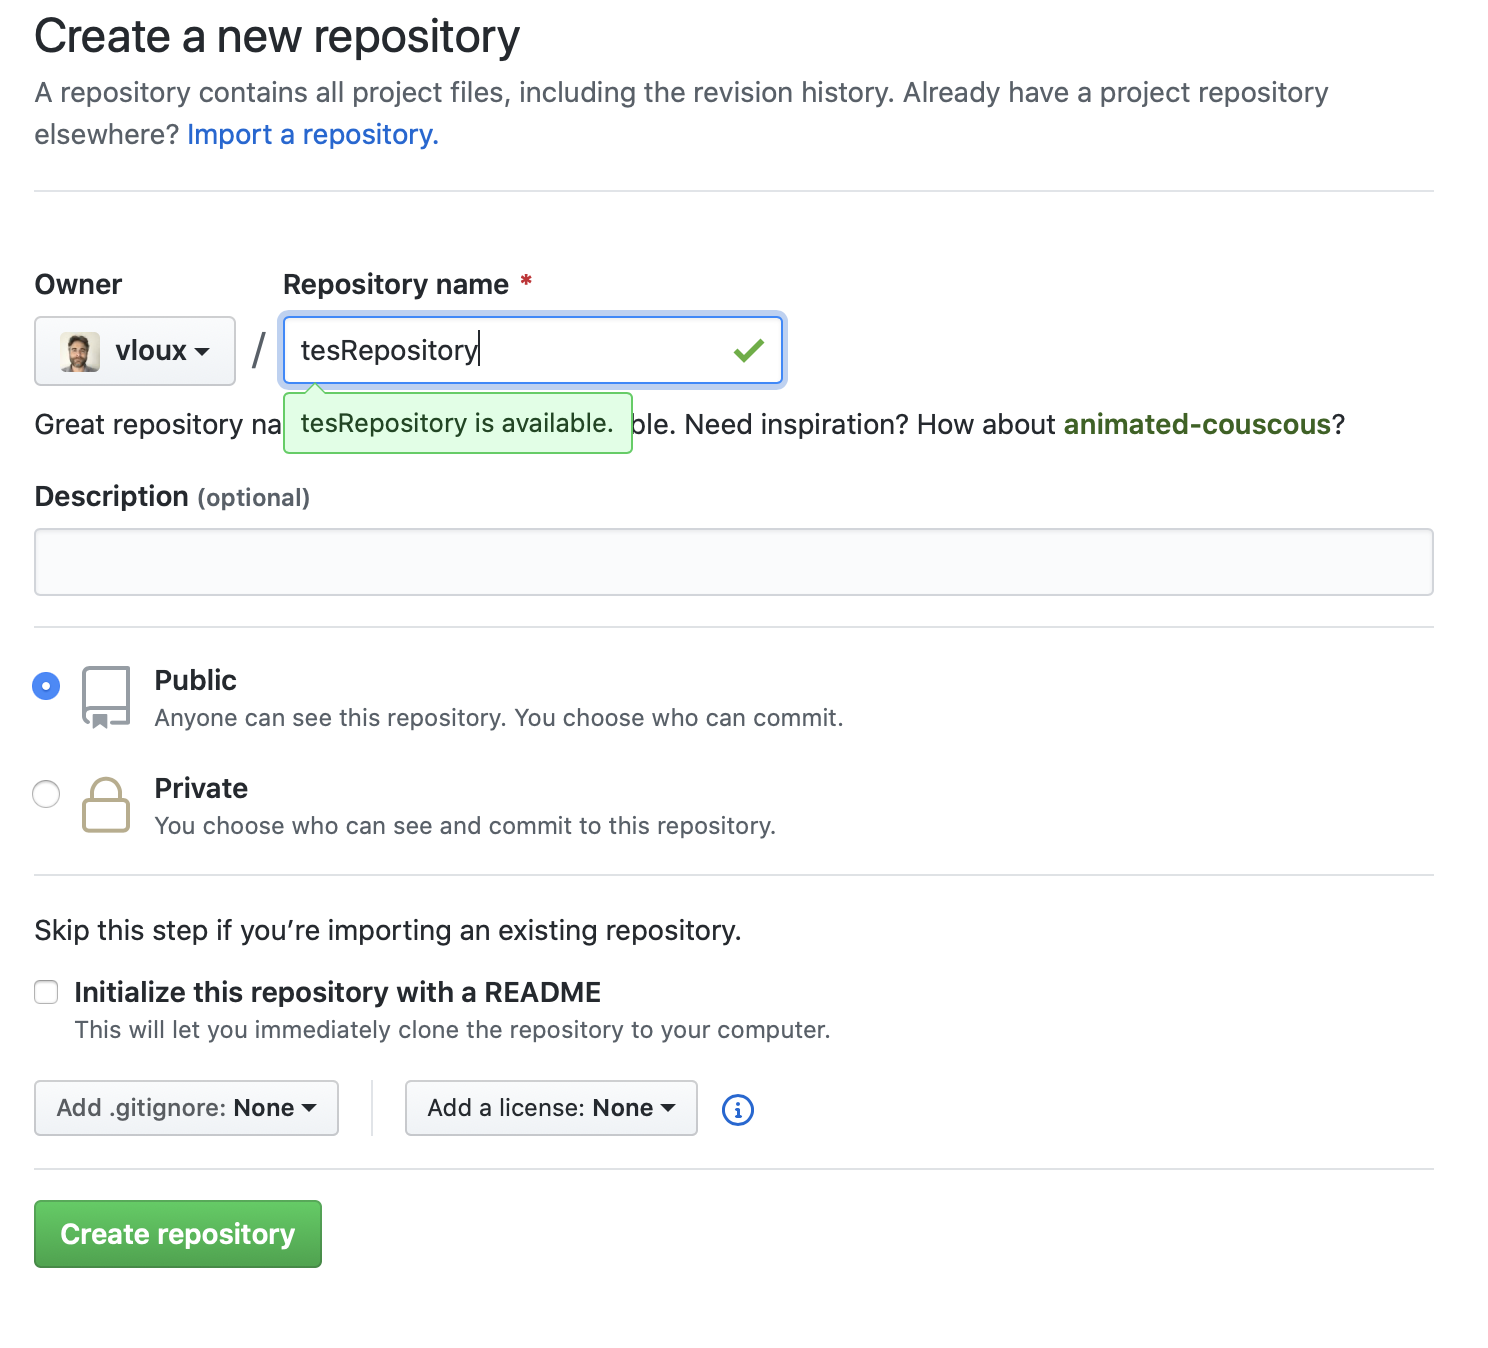 Create a new repository
A repository contains all project files, including the revision history. Already have a project repository
elsewhere? Import a repository.
Owner
Repository name *
vloux
/
tesRepository
Great repository na
tesRepository is available.
ble. Need inspiration? How about animated-couscous?
Description (optional)
Public
Anyone can see this repository. You choose who can commit.
Private
You choose who can see and commit to this repository.
Skip this step if you’re importing an existing repository.
Initialize this repository with a README
This will let you immediately clone the repository to your computer.
Add .gitignore: None
Add a license: None
Create repository